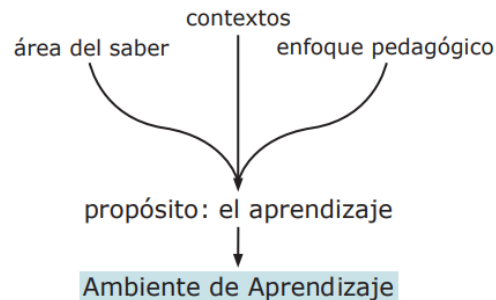 contextos
área del saber
enfoque pedagógico
propósito: el aprendizaje
Ambiente de Aprendizaje